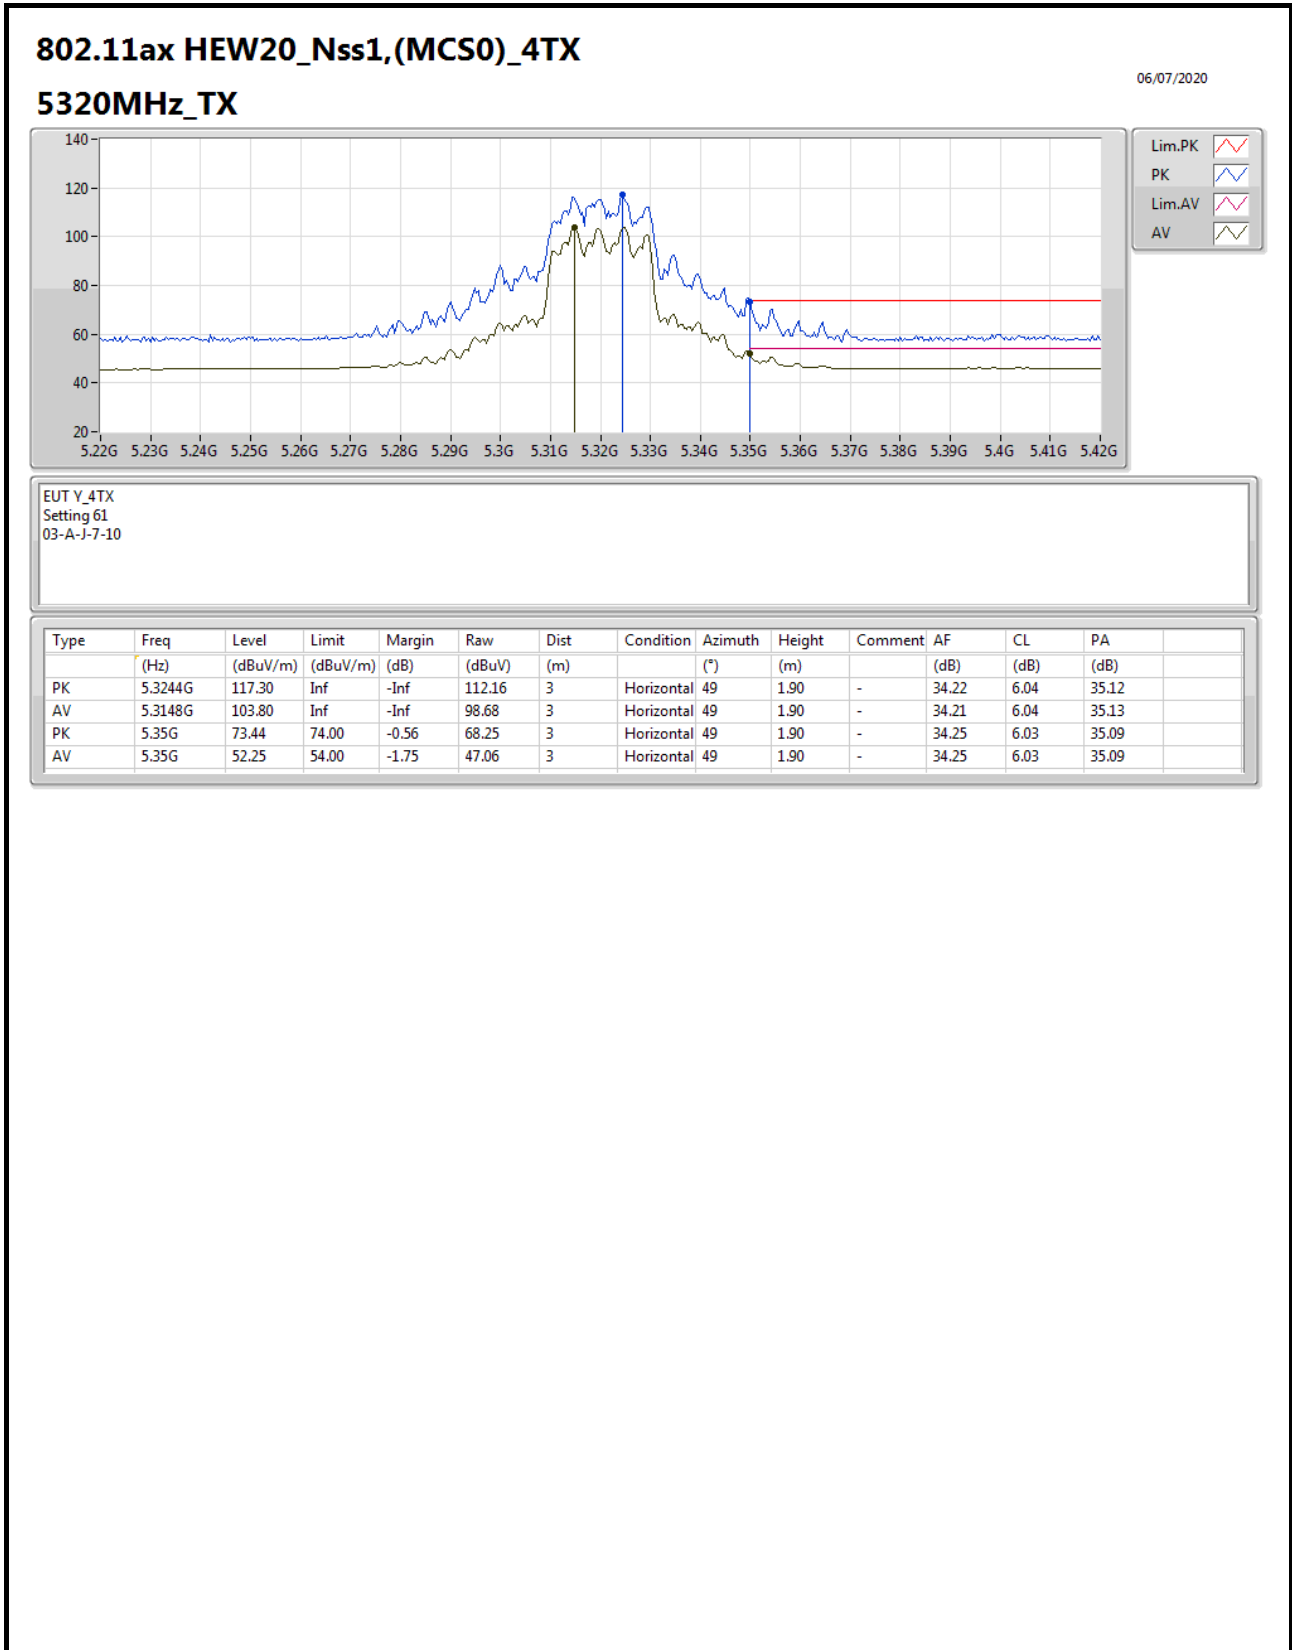 802.11ax HEW20_Nss1,(MCS0)_4TX
06/07/2020
5320MHz_TX
140
120
100
80
60
40
20
5.22G 5.23G 5.24G 5.25G 5.26G 5.27G 5.28G 5.29G 5.3G 5.31G 5.32G 5.33G 5.34G 5.35G 5.36G 5.37G 5.38G 5.39G 5.4G 5.41G 5.42G
Lim.PK
PK
Lim.AV
AV
EUT Y_4TX
Setting 61
03-A-J-7-10
Type Freq Level Limit Margin Raw Dist Condition Azimuth Height Comment AF CL PA
(Hz) (dBuV/m) (dBuV/m) (dB) (dBuV) (m) (°) (m) (dB) (dB) (dB)
PK 5.3244G 117.30 Inf -Inf 112.16 3 Horizontal 49 1.90 - 34.22 6.04 35.12
AV 5.3148G 103.80 Inf -Inf 98.68 3 Horizontal 49 1.90 - 34.21 6.04 35.13
PK 5.35G 73.44 74.00 -0.56 68.25 3 Horizontal 49 1.90 - 34.25 6.03 35.09
AV 5.35G 52.25 54.00 -1.75 47.06 3 Horizontal 49 1.90 - 34.25 6.03 35.09